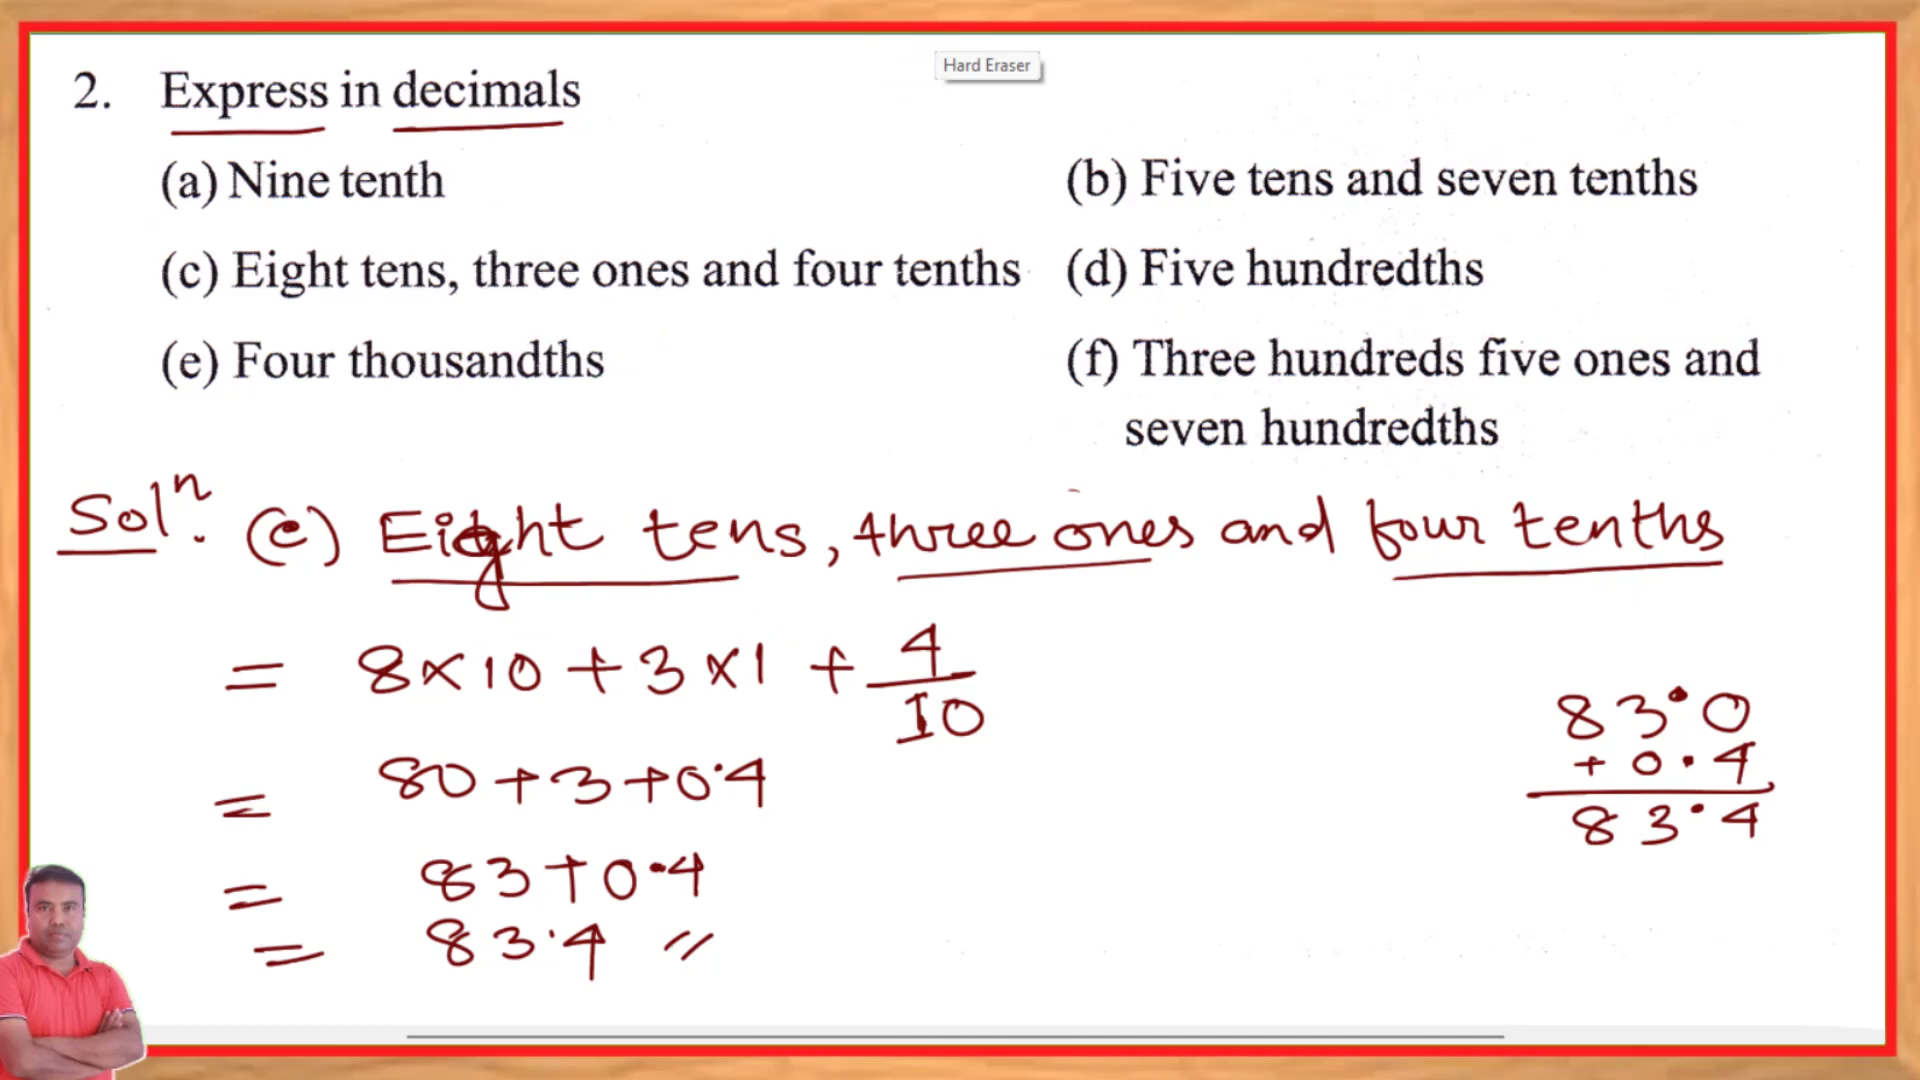 Hard Eraser
2. Express in decimals
(a) Nine tenth
(b) Five tens and seven tenths
(c) Eight tens, three ones and four tenths
(d) Five hundredths
(e) Four thousandths
(f) Three hundreds five ones and
seven hundredths
Solⁿ. (c) Eight tens, three ones and four tenths
= 8×10 + 3×1 + 4/10
= 80+3+0.4
= 83+0.4
= 83.4 //
83.0
+ 0.4
83.4